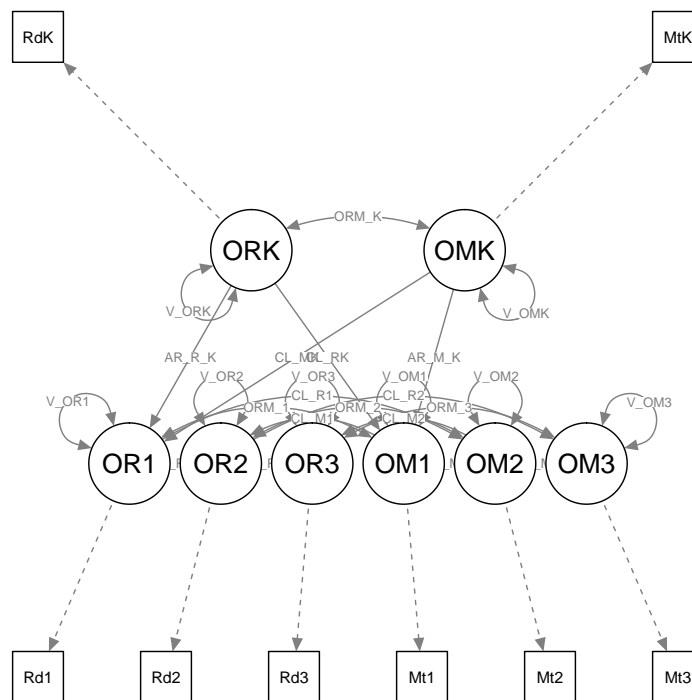 RdK
MtK
ORM_K
ORK
OMK
V_ORK
V_OMK
AR_R_K
CL_RK
AR_M_K
V_OR2
V_OR3
V_OM1
V_OM2
V_OR1
CL_R1
CL_R2
V_OM3
ORM_1
ORM_2
ORM_3
CL_M1
CL_M2
OR1
OR2
OR3
OM1
OM2
OM3
Rd1
Rd2
Rd3
Mt1
Mt2
Mt3